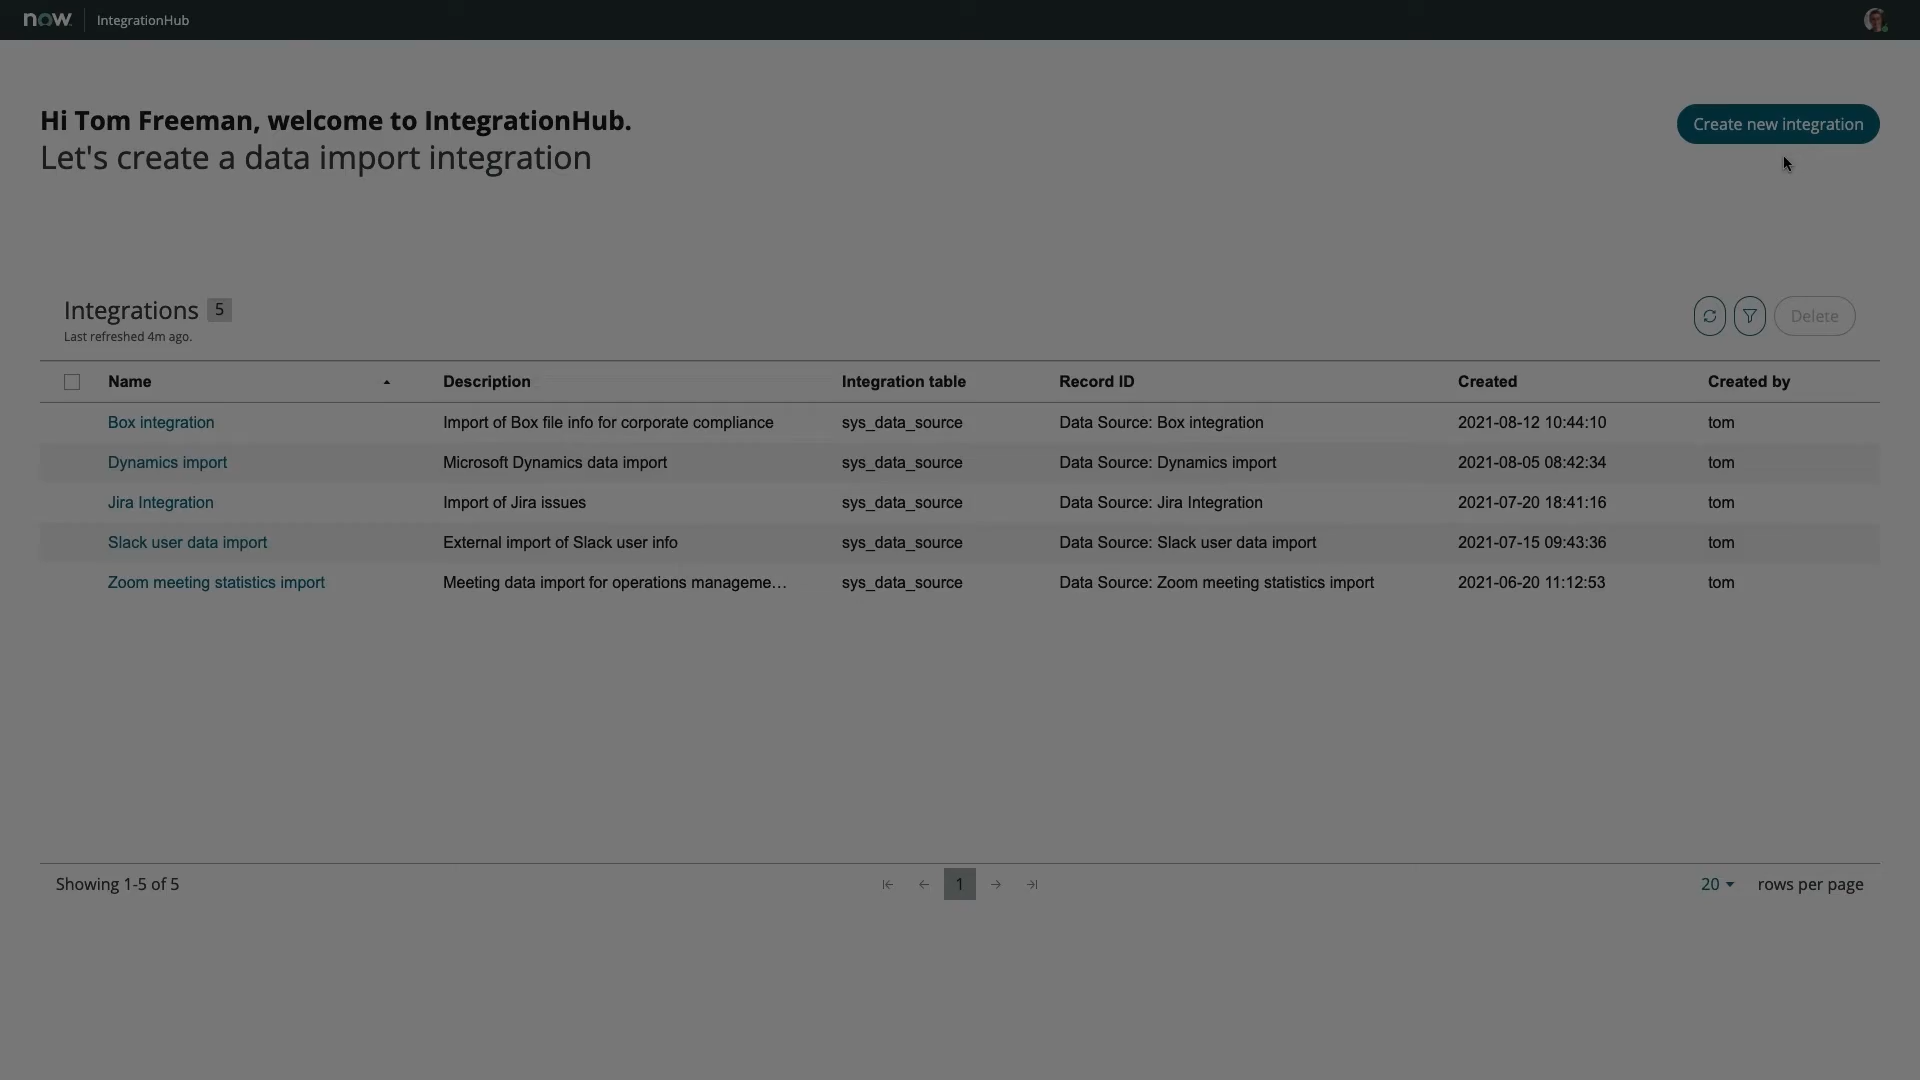 now. IntegrationHub
Hi Tom Freeman, welcome to IntegrationHub.
Let's create a data import integration
Create new integration
Integrations 5
Last refreshed 4m ago.
Delete
Name Description Integration table Record ID Created Created by
Box integration Import of Box file info for corporate compliance sys_data_source Data Source: Box integration 2021-08-12 10:44:10 tom
Dynamics import Microsoft Dynamics data import sys_data_source Data Source: Dynamics import 2021-08-05 08:42:34 tom
Jira Integration Import of Jira issues sys_data_source Data Source: Jira Integration 2021-07-20 18:41:16 tom
Slack user data import External import of Slack user info sys_data_source Data Source: Slack user data import 2021-07-15 09:43:36 tom
Zoom meeting statistics import Meeting data import for operations manageme... sys_data_source Data Source: Zoom meeting statistics import 2021-06-20 11:12:53 tom
Showing 1-5 of 5 1 20 rows per page